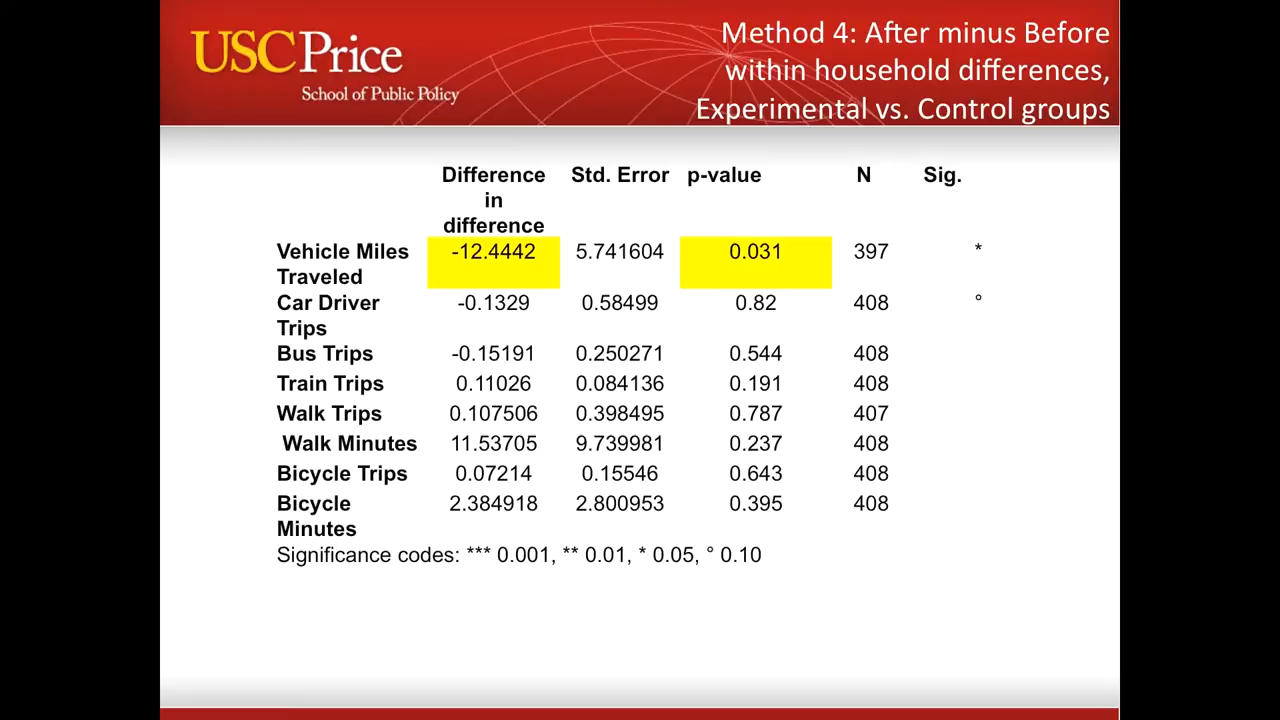 USCPrice
School of Public Policy
Method 4: After minus Before
within household differences,
Experimental vs. Control groups
Difference in difference Std. Error p-value N Sig.
Vehicle Miles Traveled -12.4442 5.741604 0.031 397 *
Car Driver Trips -0.1329 0.58499 0.82 408 °
Bus Trips -0.15191 0.250271 0.544 408
Train Trips 0.11026 0.084136 0.191 408
Walk Trips 0.107506 0.398495 0.787 407
Walk Minutes 11.53705 9.739981 0.237 408
Bicycle Trips 0.07214 0.15546 0.643 408
Bicycle Minutes 2.384918 2.800953 0.395 408
Significance codes: *** 0.001, ** 0.01, * 0.05, ° 0.10